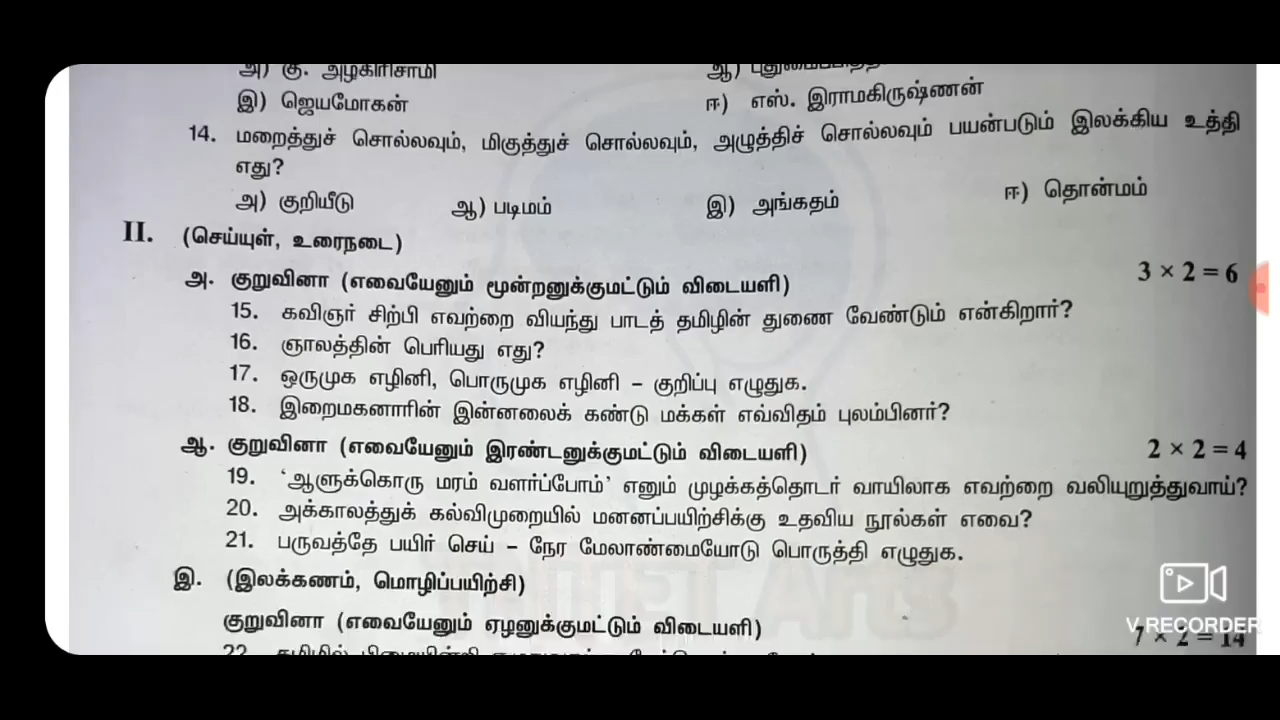 அ) கு. அழகிரிசாமி
இ) ஜெயமோகன் ஈ) எஸ். இராமகிருஷ்ணன்
14. மறைத்துச் சொல்லவும், மிகுத்துச் சொல்லவும், அழுத்திச் சொல்லவும் பயன்படும் இலக்கிய உத்தி
எது?
அ) குறியீடு ஆ) படிமம் இ) அங்கதம் ஈ) தொன்மம்
II. (செய்யுள், உரைநடை)
அ. குறுவினா (எவையேனும் மூன்றனுக்குமட்டும் விடையளி) 3 × 2 = 6
15. கவிஞர் சிற்பி எவற்றை வியந்து பாடத் தமிழின் துணை வேண்டும் என்கிறார்?
16. ஞாலத்தின் பெரியது எது?
17. ஒருமுக எழினி, பொருமுக எழினி – குறிப்பு எழுதுக.
18. இறைமகனாரின் இன்னலைக் கண்டு மக்கள் எவ்விதம் புலம்பினர்?
ஆ. குறுவினா (எவையேனும் இரண்டனுக்குமட்டும் விடையளி) 2 × 2 = 4
19. ‘ஆளுக்கொரு மரம் வளர்ப்போம்’ எனும் முழக்கத்தொடர் வாயிலாக எவற்றை வலியுறுத்துவாய்?
20. அக்காலத்துக் கல்விமுறையில் மனனப்பயிற்சிக்கு உதவிய நூல்கள் எவை?
21. பருவத்தே பயிர் செய் – நேர மேலாண்மையோடு பொருத்தி எழுதுக.
இ. (இலக்கணம், மொழிப்பயிற்சி)
குறுவினா (எவையேனும் ஏழனுக்குமட்டும் விடையளி) 7 × 2 = 14
22.
V RECORDER